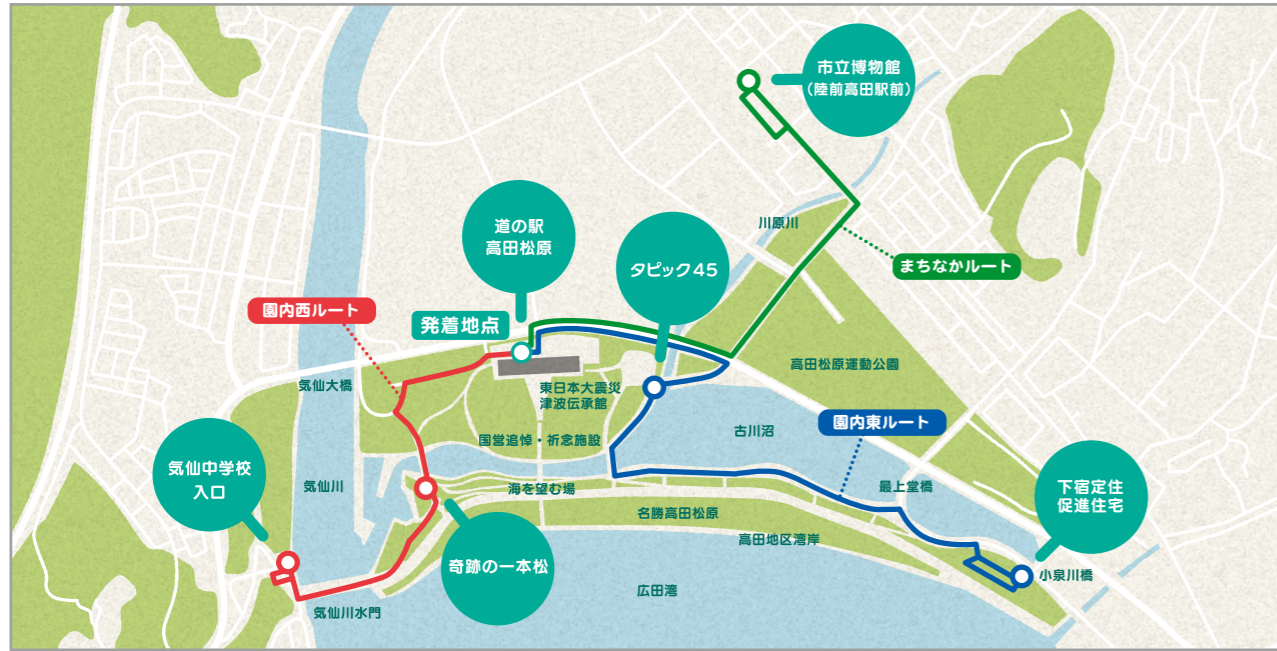 市立博物館
(陸前高田駅前)
川原川
道の駅
高田松原
タピック45
まちなかルート
園内西ルート
発着地点
高田松原運動公園
気仙大橋
東日本大震災
津波伝承館
園内東ルート
古川沼
国営追悼・祈念施設
気仙中学校
入口
気仙川
海を望む場
最上堂橋
下宿定住
促進住宅
名勝高田松原
高田地区湾岸
奇跡の一本松
小泉川橋
広田湾
気仙川水門